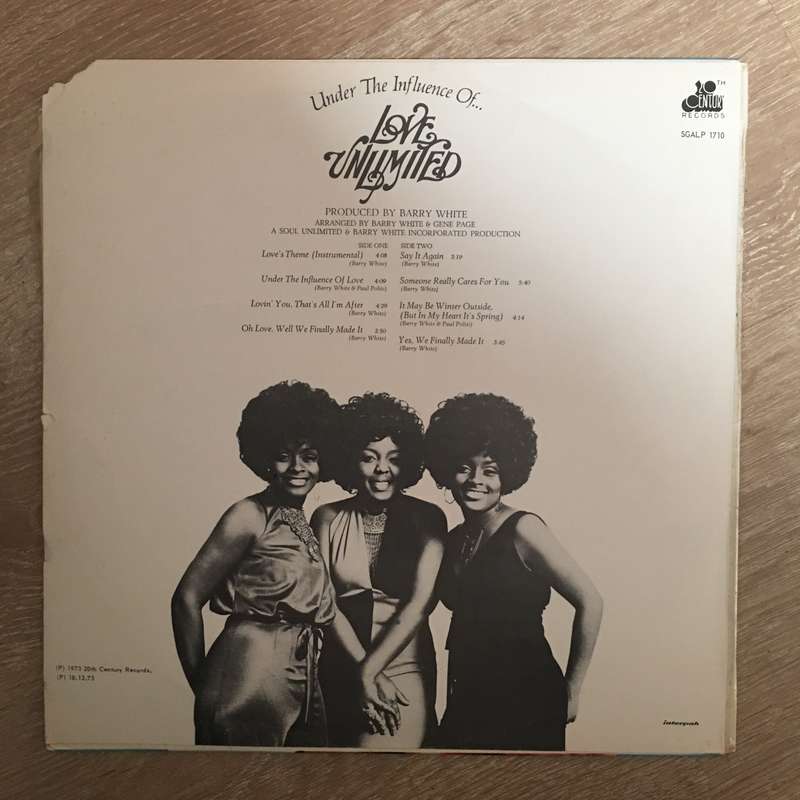 Under The Influence Of...
LOVE
UNLIMITED
20TH
CENTURY
RECORDS
SGALP 1710
PRODUCED BY BARRY WHITE
ARRANGED BY BARRY WHITE & GENE PAGE
A SOUL UNLIMITED & BARRY WHITE INCORPORATED PRODUCTION
SIDE ONE
Love's Theme (Instrumental) 4:08
(Barry White)
Under The Influence Of Love 4:09
(Barry White & Paul Politi)
Lovin' You, That's All I'm After 4:29
(Barry White)
Oh Love, Well We Finally Made It 3:50
(Barry White)
SIDE TWO
Say It Again 3:19
(Barry White)
Someone Really Cares For You 5:40
(Barry White)
It May Be Winter Outside,
(But In My Heart It's Spring) 4:14
(Barry White & Paul Politi)
Yes, We Finally Made It 3:45
(Barry White)
(P) 1973 20th Century Records.
(P) 18.12.73
interpak